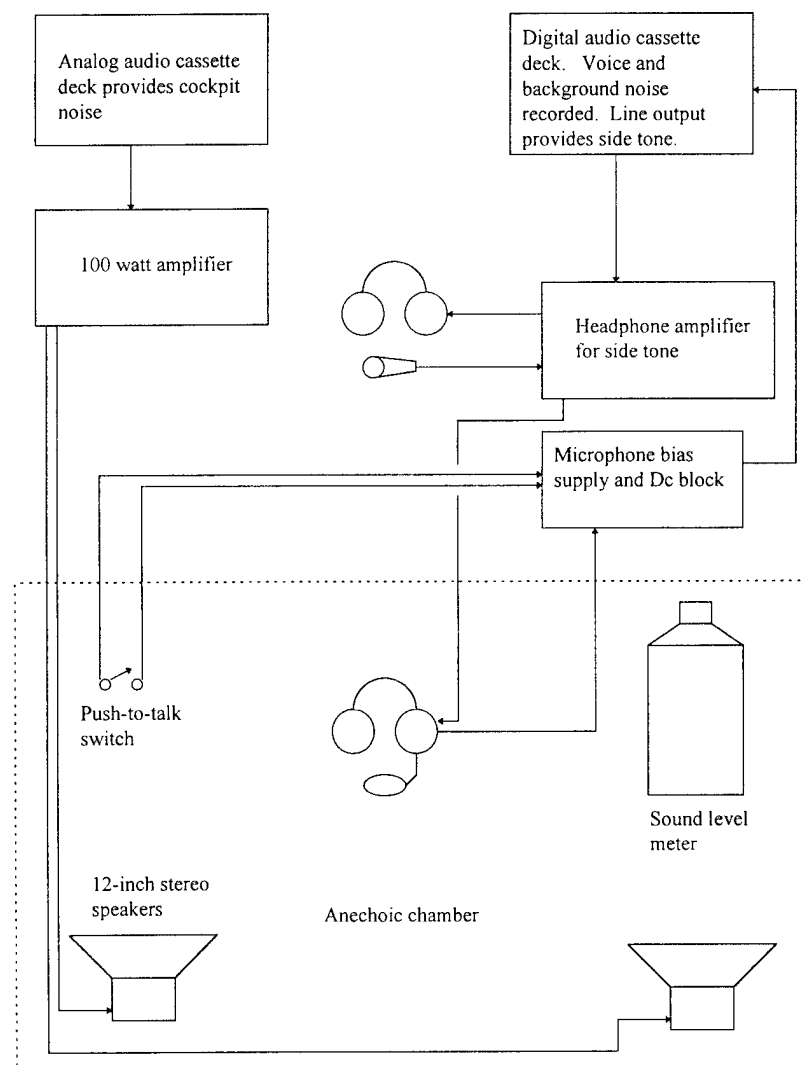 Analog audio cassette
deck provides cockpit
noise
Digital audio cassette
deck. Voice and
background noise
recorded. Line output
provides side tone.
100 watt amplifier
Headphone amplifier
for side tone
Microphone bias
supply and Dc block
Push-to-talk
switch
Sound level
meter
12-inch stereo
speakers
Anechoic chamber